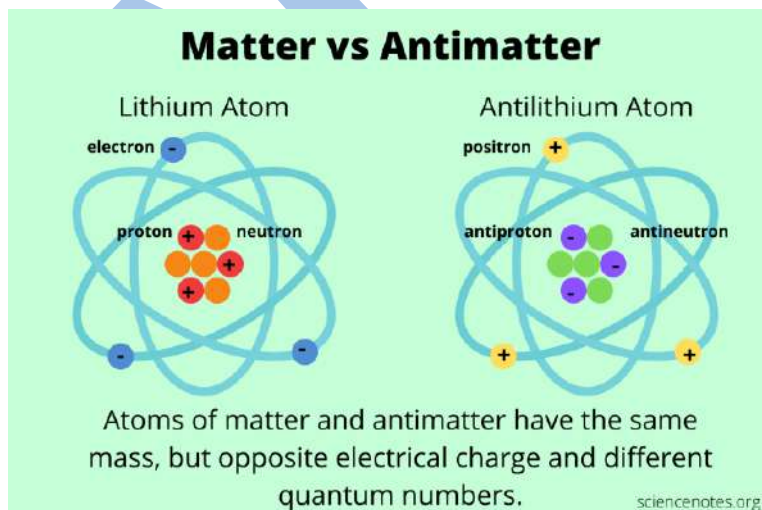 Matter vs Antimatter
Lithium Atom
Antilithium Atom
electron
-
positron
+
proton
+
neutron
antiproton
-
antineutron
+
-
+
-
-
-
+
+
Atoms of matter and antimatter have the same
mass, but opposite electrical charge and different
quantum numbers.
sciencenotes.org